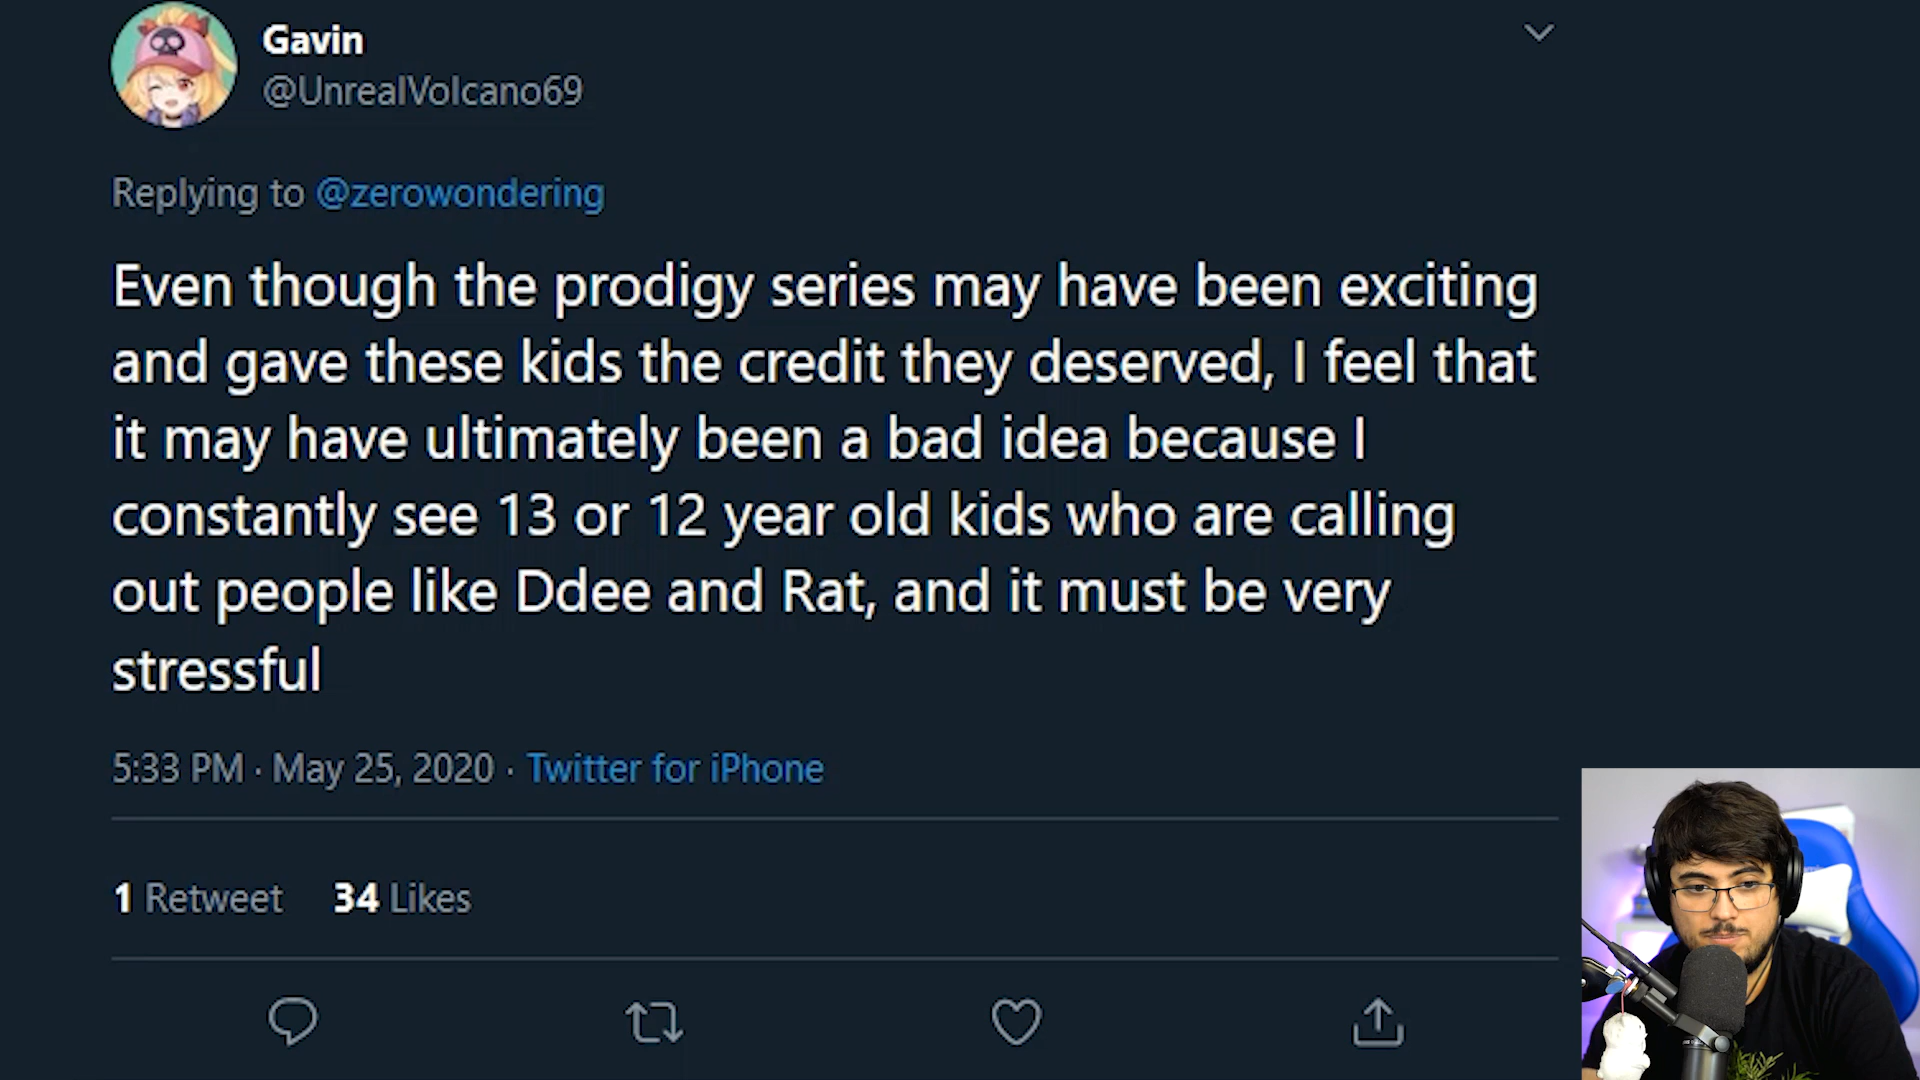 Gavin
@UnrealVolcano69
Replying to @zerowondering
Even though the prodigy series may have been exciting
and gave these kids the credit they deserved, I feel that
it may have ultimately been a bad idea because I
constantly see 13 or 12 year old kids who are calling
out people like Ddee and Rat, and it must be very
stressful
5:33 PM · May 25, 2020 · Twitter for iPhone
1 Retweet 34 Likes